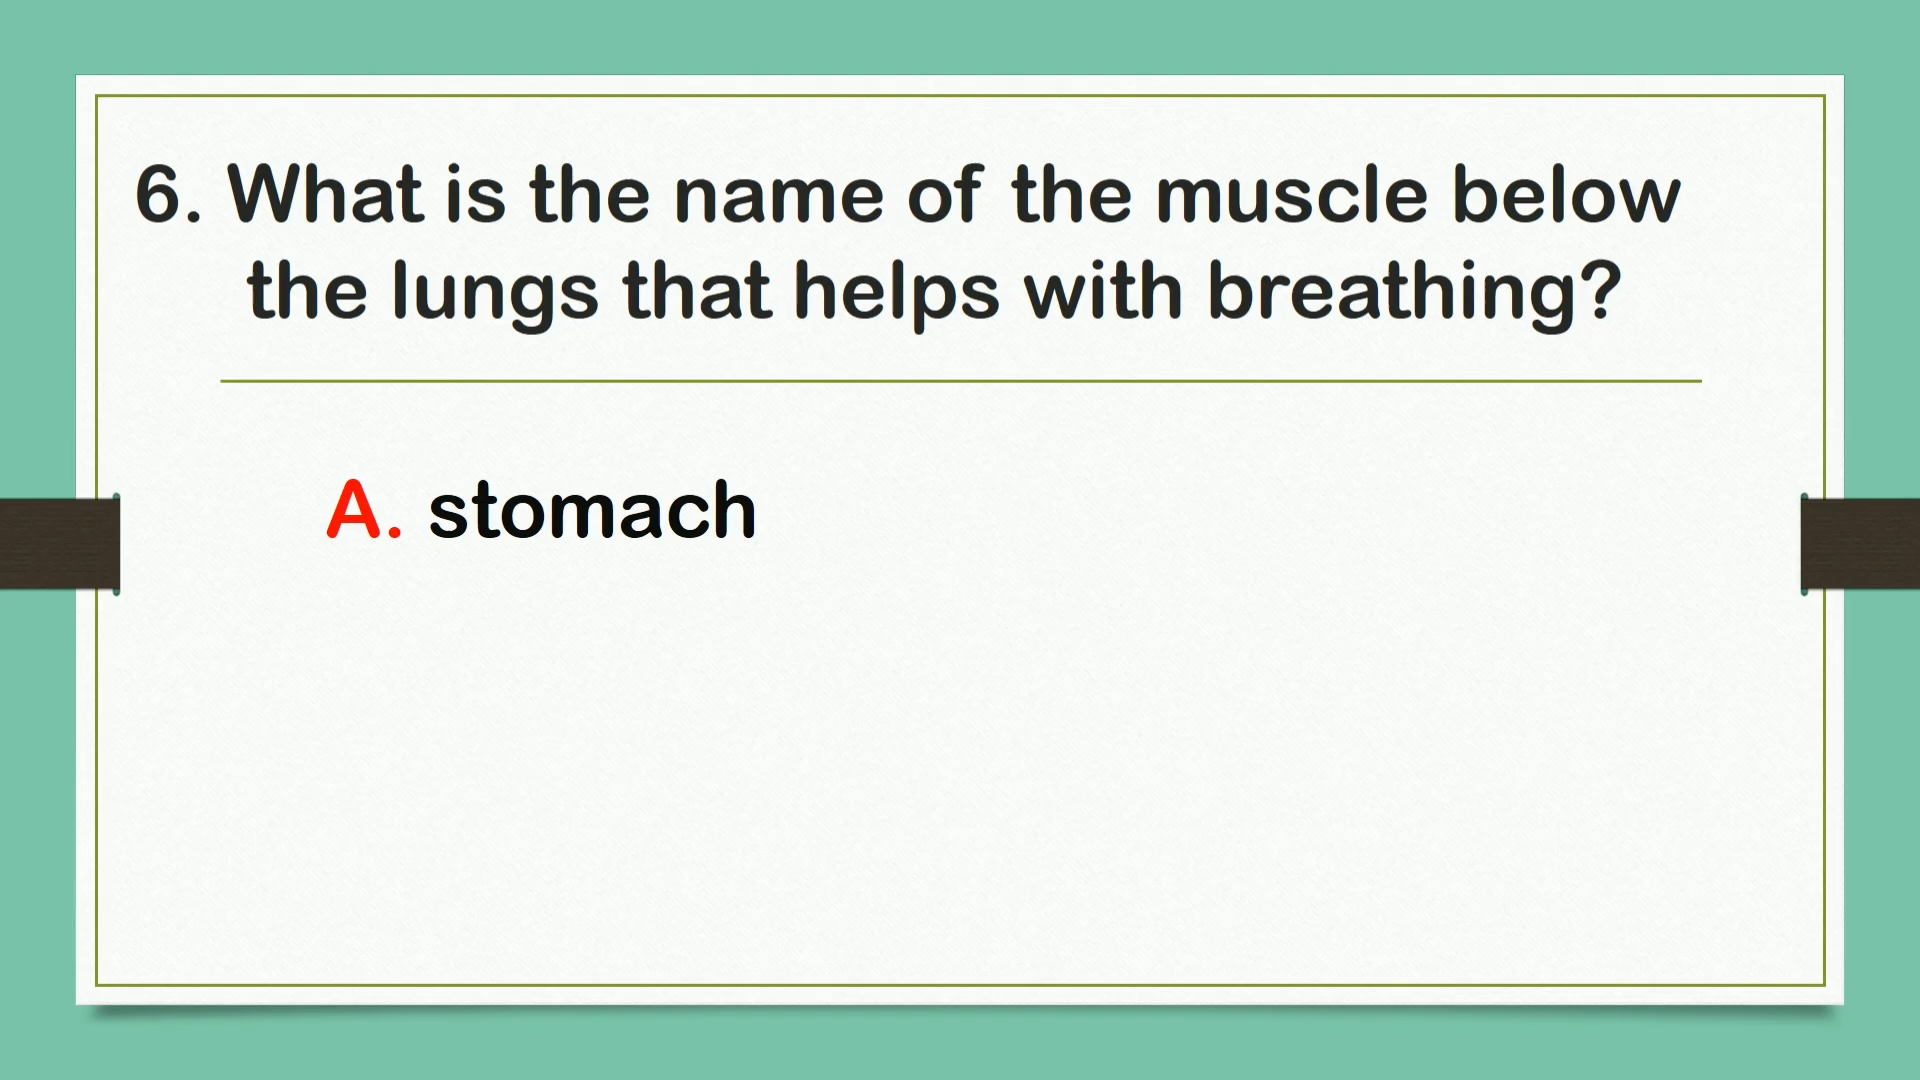 6. What is the name of the muscle below
the lungs that helps with breathing?
A. stomach